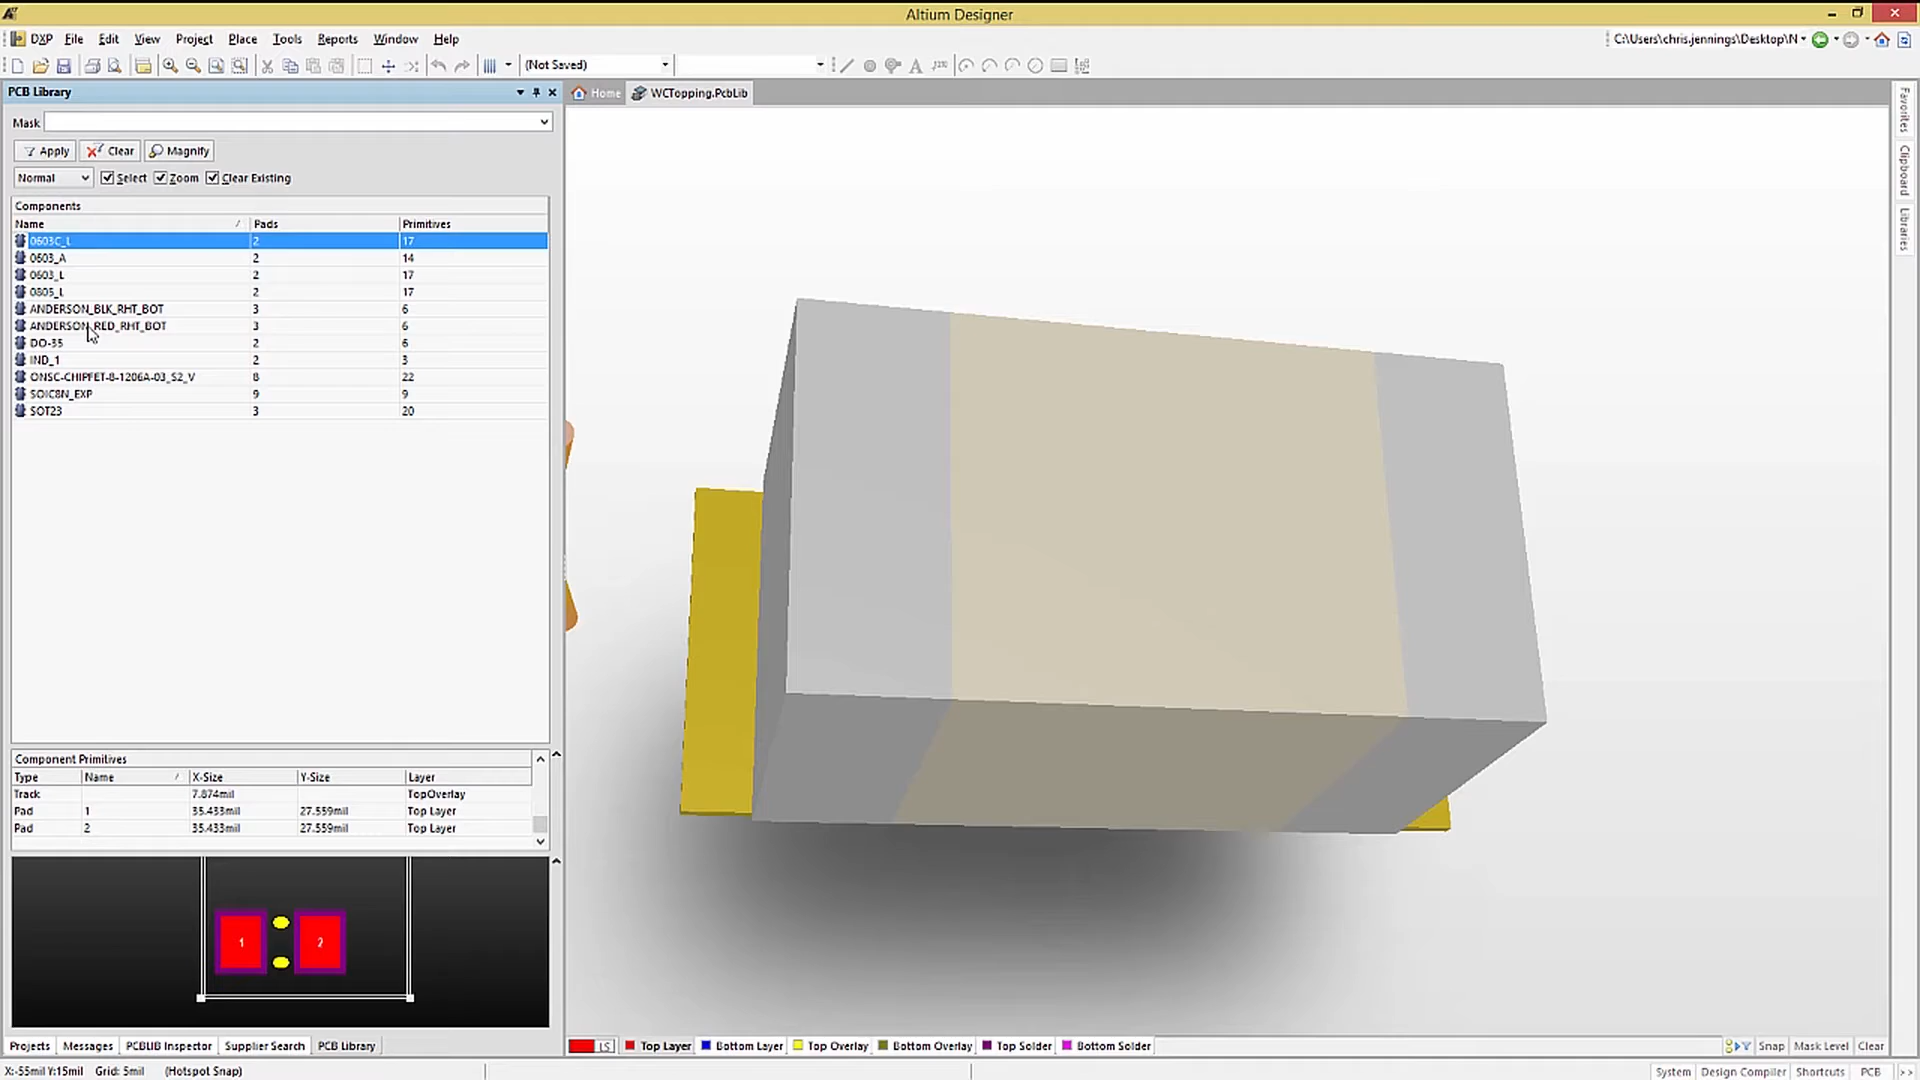 Altium Designer
DXP File Edit View Project Place Tools Reports Window Help
C:\Users\chris.jennings\Desktop\N
(Not Saved)
PCB Library
Home WCTopping.PcbLib
Mask
Apply Clear Magnify
Normal Select Zoom Clear Existing
Components
Name / Pads Primitives
0603C_L 2 17
0603_A 2 14
0603_L 2 17
0805_L 2 17
ANDERSON_BLK_RHT_BOT 3 6
ANDERSON_RED_RHT_BOT 3 6
DO-35 2 6
IND_1 2 3
ONSC-CHIPFET-8-1206A-03_S2_V 8 22
SOIC8N_EXP 9 9
SOT23 3 20
Component Primitives
Type Name / X-Size Y-Size Layer
Track 7.874mil TopOverlay
Pad 1 35.433mil 27.559mil Top Layer
Pad 2 35.433mil 27.559mil Top Layer
1 2
Projects Messages PCBLIB Inspector Supplier Search PCB Library
LS Top Layer Bottom Layer Top Overlay Bottom Overlay Top Solder Bottom Solder
Snap Mask Level Clear
X:-55mil Y:15mil Grid: 5mil (Hotspot Snap)
System Design Compiler Shortcuts PCB >>
Favorites
Clipboard
Libraries